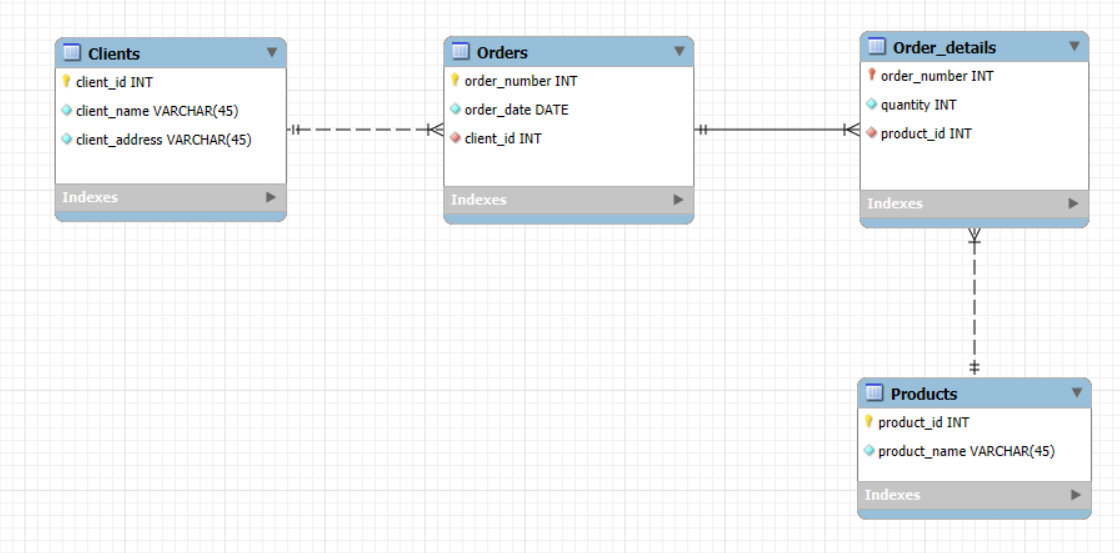 Clients
client_id INT
client_name VARCHAR(45)
client_address VARCHAR(45)
Indexes
Orders
order_number INT
order_date DATE
client_id INT
Indexes
Order_details
order_number INT
quantity INT
product_id INT
Indexes
Products
product_id INT
product_name VARCHAR(45)
Indexes